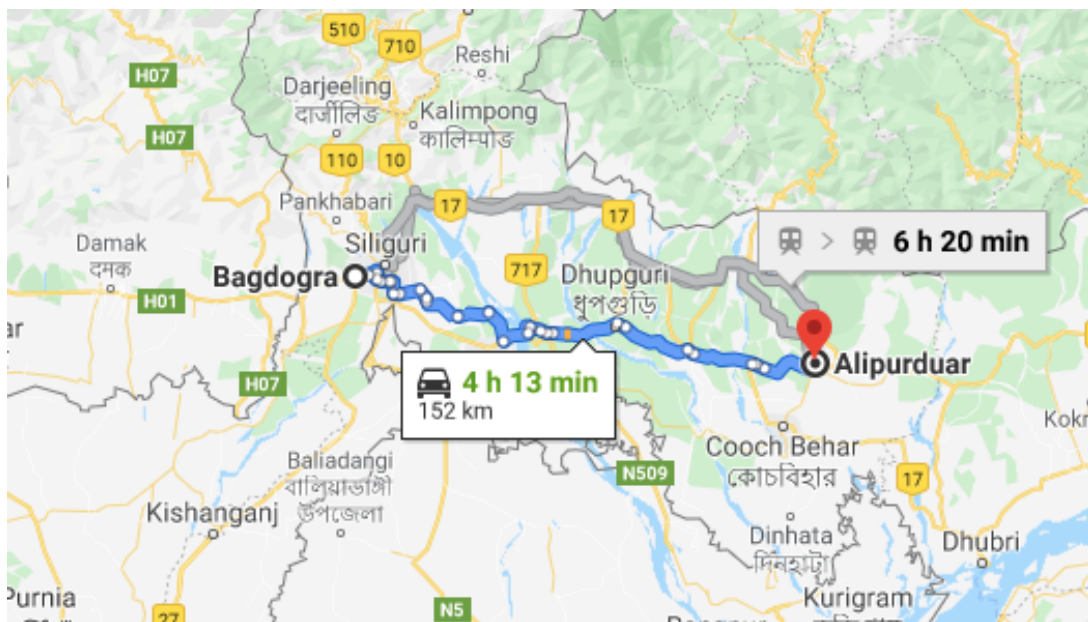 510
710
Reshi
H07
Darjeeling
দার্জীলিঙ
Kalimpong
কালিম্পঙ
H07
110
10
17
Pankhabari
17
Siliguri
Damak
दमक
Bagdogra
717
Dhupguri
ধুপগুড়ি
6 h 20 min
H01
Alipurduar
4 h 13 min
152 km
H07
Cooch Behar
কোচবিহার
Baliadangi
বালিয়াডাঙ্গী
উপজেলা
N509
17
Kishanganj
Dinhata
দিনহাটা
Dhubri
Purnia
N5
27
Kurigram